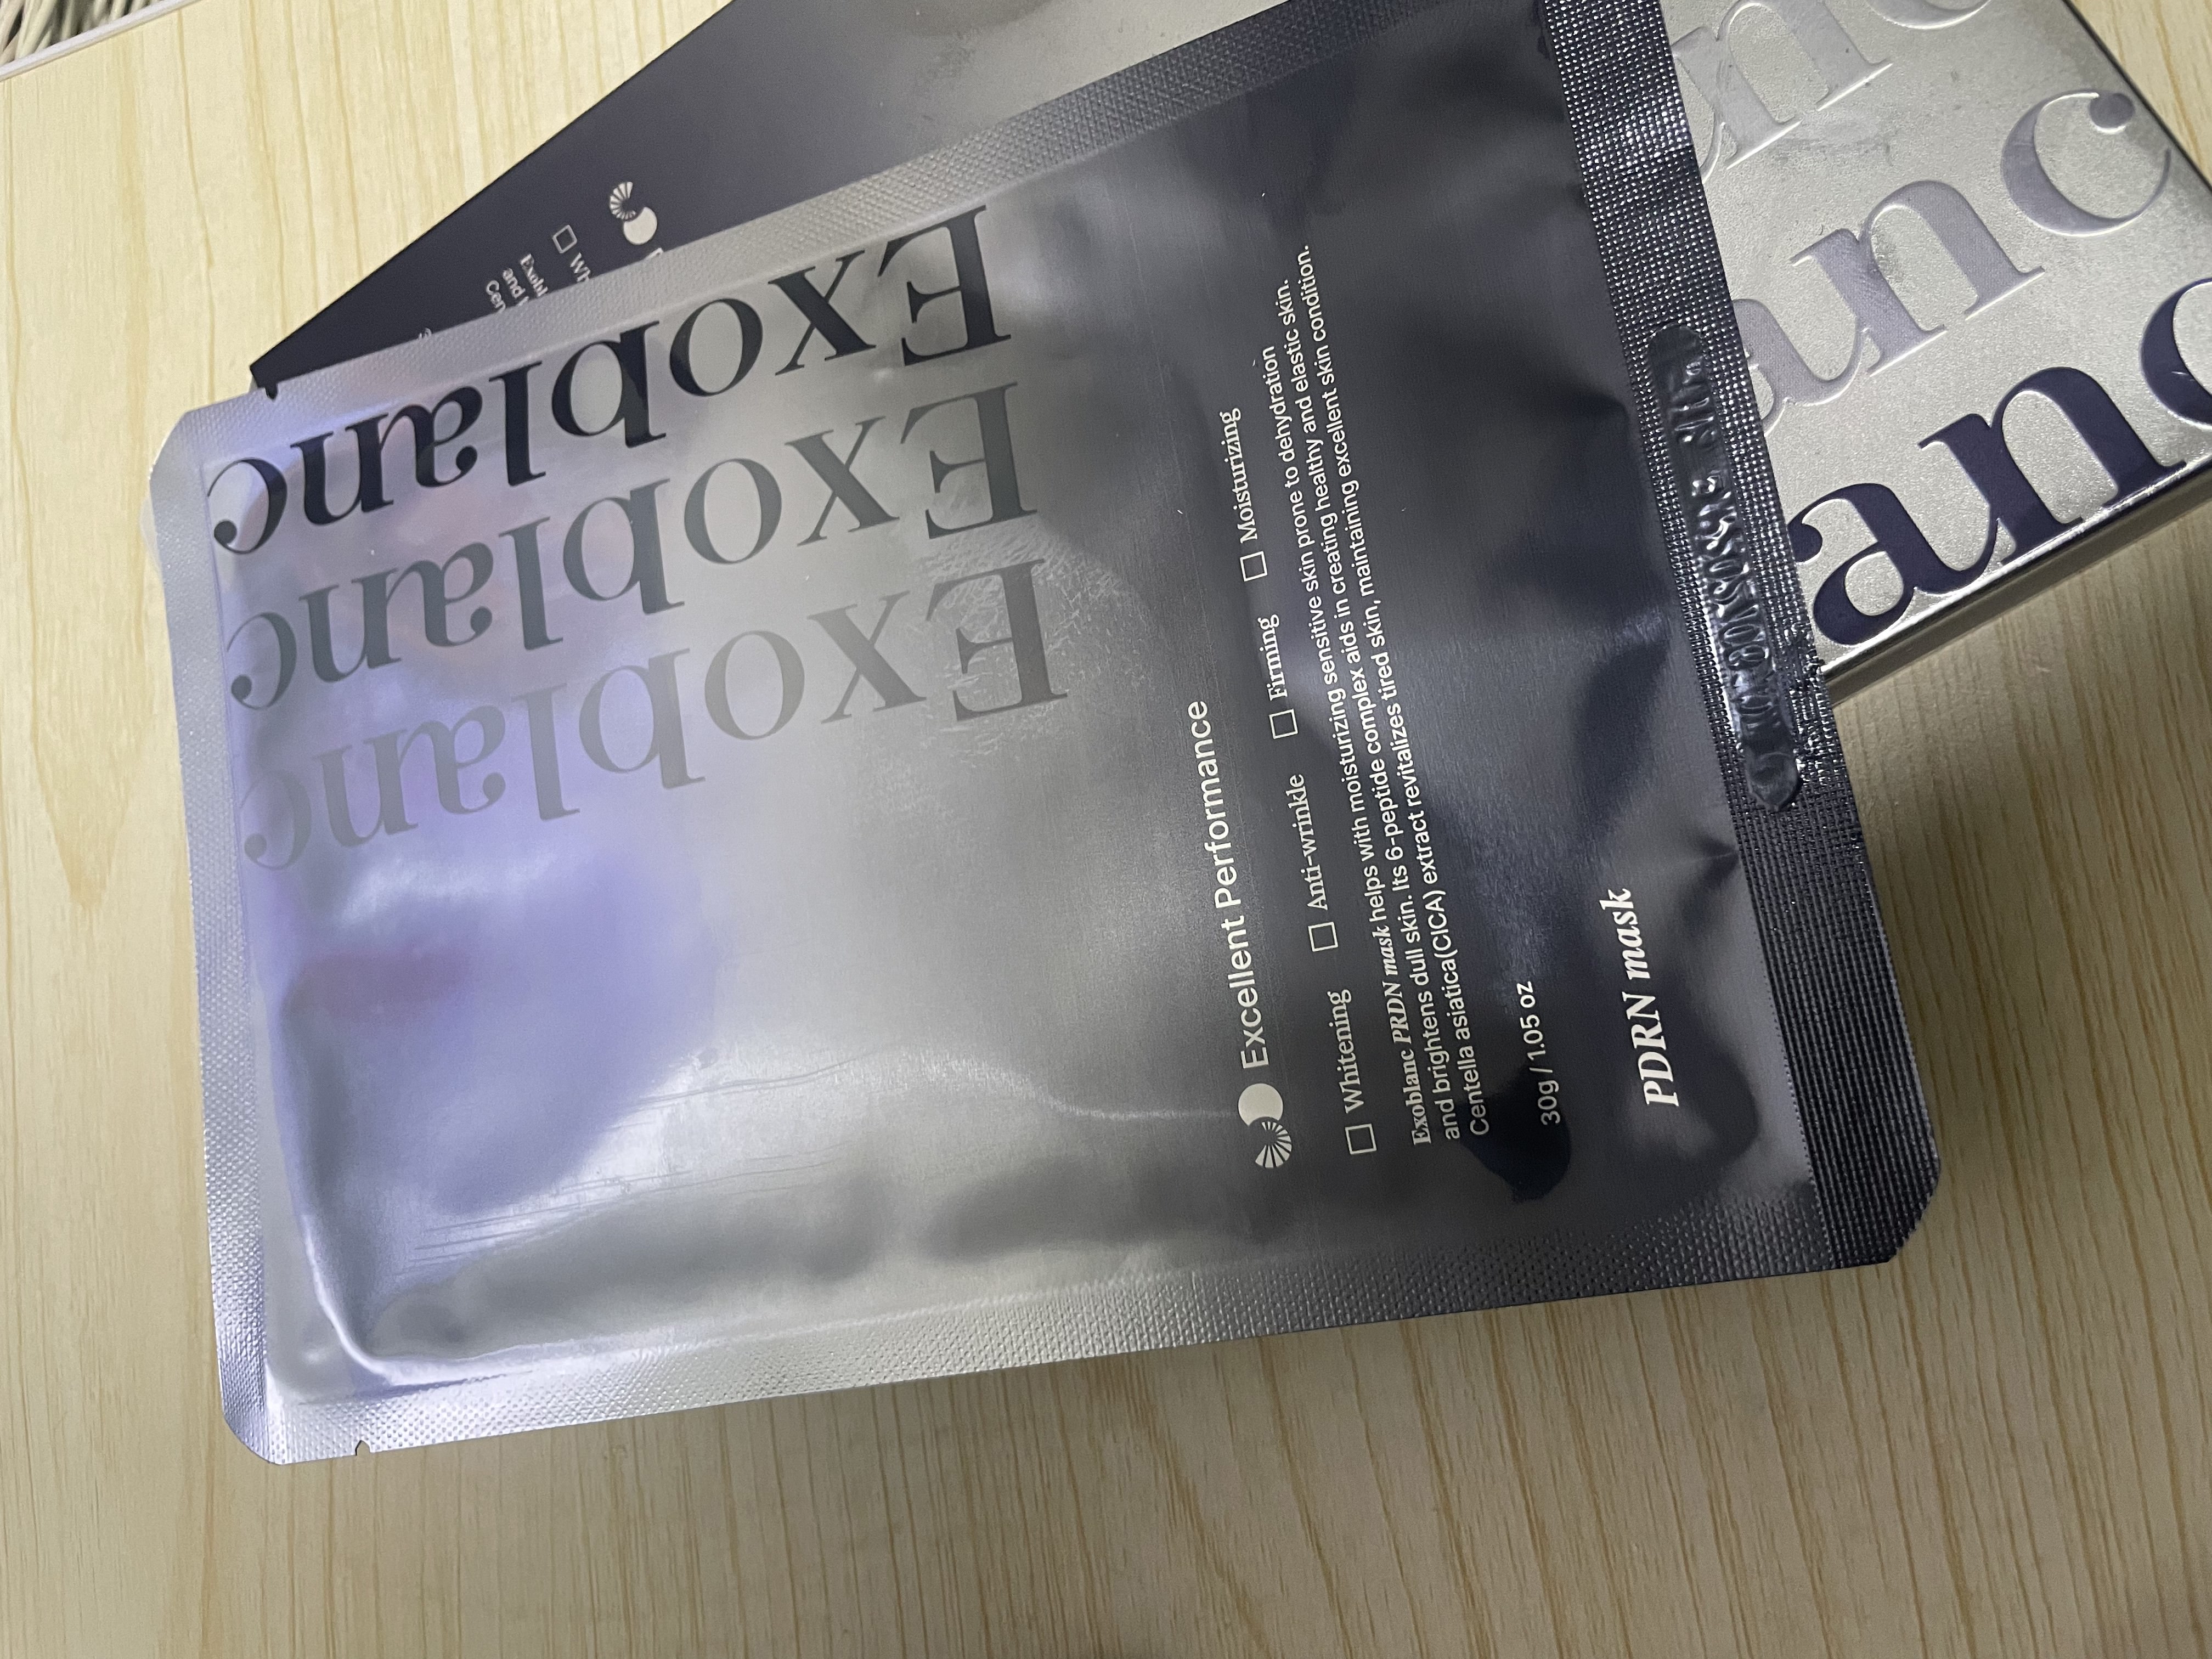 Exoblanc
Exoblanc
Exoblanc
Excellent Performance
Whitening Anti-wrinkle Firming Moisturizing
Exoblanc PRDN mask helps with moisturizing sensitive skin prone to dehydration
and brightens dull skin. Its 6-peptide complex aids in creating healthy and elastic skin.
Centella asiatica(CICA) extract revitalizes tired skin, maintaining excellent skin condition.
30g / 1.05 oz
PDRN mask